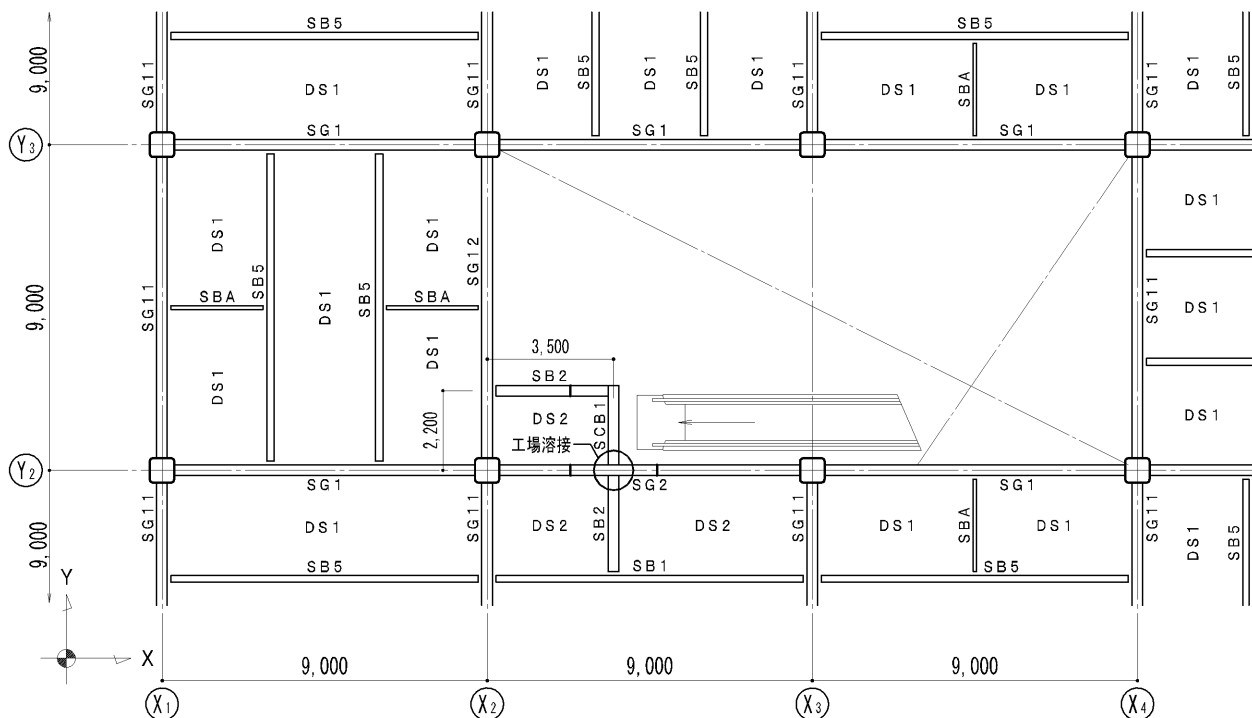 SB5
SB5
9,000
SG11
DS1
SG11
DS1
SB5
DS1
SB5
DS1
SG11
DS1
SBA
DS1
SG11
DS1
SB5
SG1
SG1
SG1
Y3
DS1
DS1
DS1
SG12
SB5
SBA
DS1
SB5
SBA
9,000
SG11
SG11
DS1
3,500
DS1
DS1
SB2
DS2
SCB1
2,200
DS1
工場溶接
Y2
SG1
SG2
SG1
9,000
SG11
DS1
SG11
DS2
SB2
DS2
SG11
DS1
SBA
DS1
SG11
DS1
SB5
SB5
SB1
SB5
Y
X
9,000
9,000
9,000
X1
X2
X3
X4